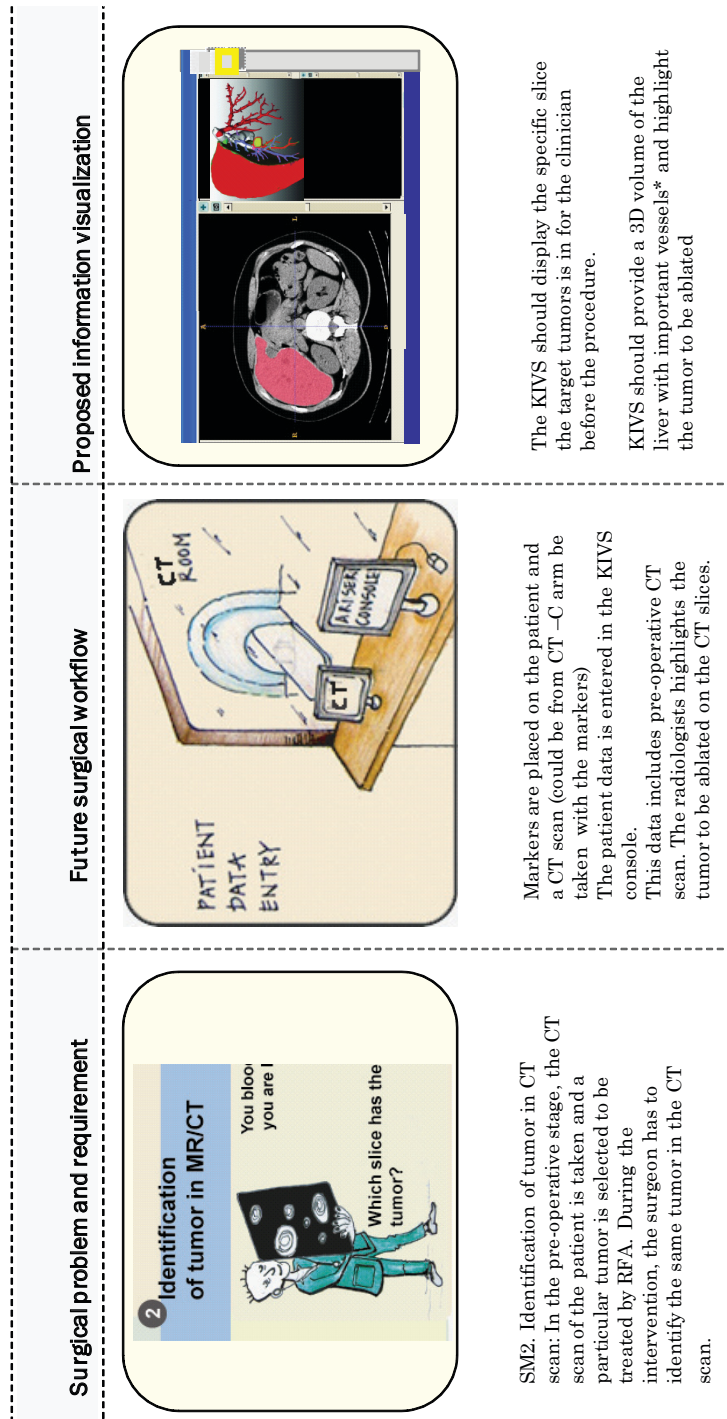 Surgical problem and requirement
2
Identification
of tumor in MR/CT
You bloo
you are l
Which slice has the
tumor?
SM2. Identification of tumor in CT
scan: In the pre-operative stage, the CT
scan of the patient is taken and a
particular tumor is selected to be
treated by RFA. During the
intervention, the surgeon has to
identify the same tumor in the CT
scan.
Future surgical workflow
PATIENT
DATA
ENTRY
CT
ROOM
CT
ARISER
CONSOLE
Markers are placed on the patient and
a CT scan (could be from CT –C arm be
taken with the markers)
The patient data is entered in the KIVS
console.
This data includes pre-operative CT
scan. The radiologists highlights the
tumor to be ablated on the CT slices.
Proposed information visualization
A
R
L
P
The KIVS should display the specific slice
the target tumors is in for the clinician
before the procedure.
KIVS should provide a 3D volume of the
liver with important vessels* and highlight
the tumor to be ablated